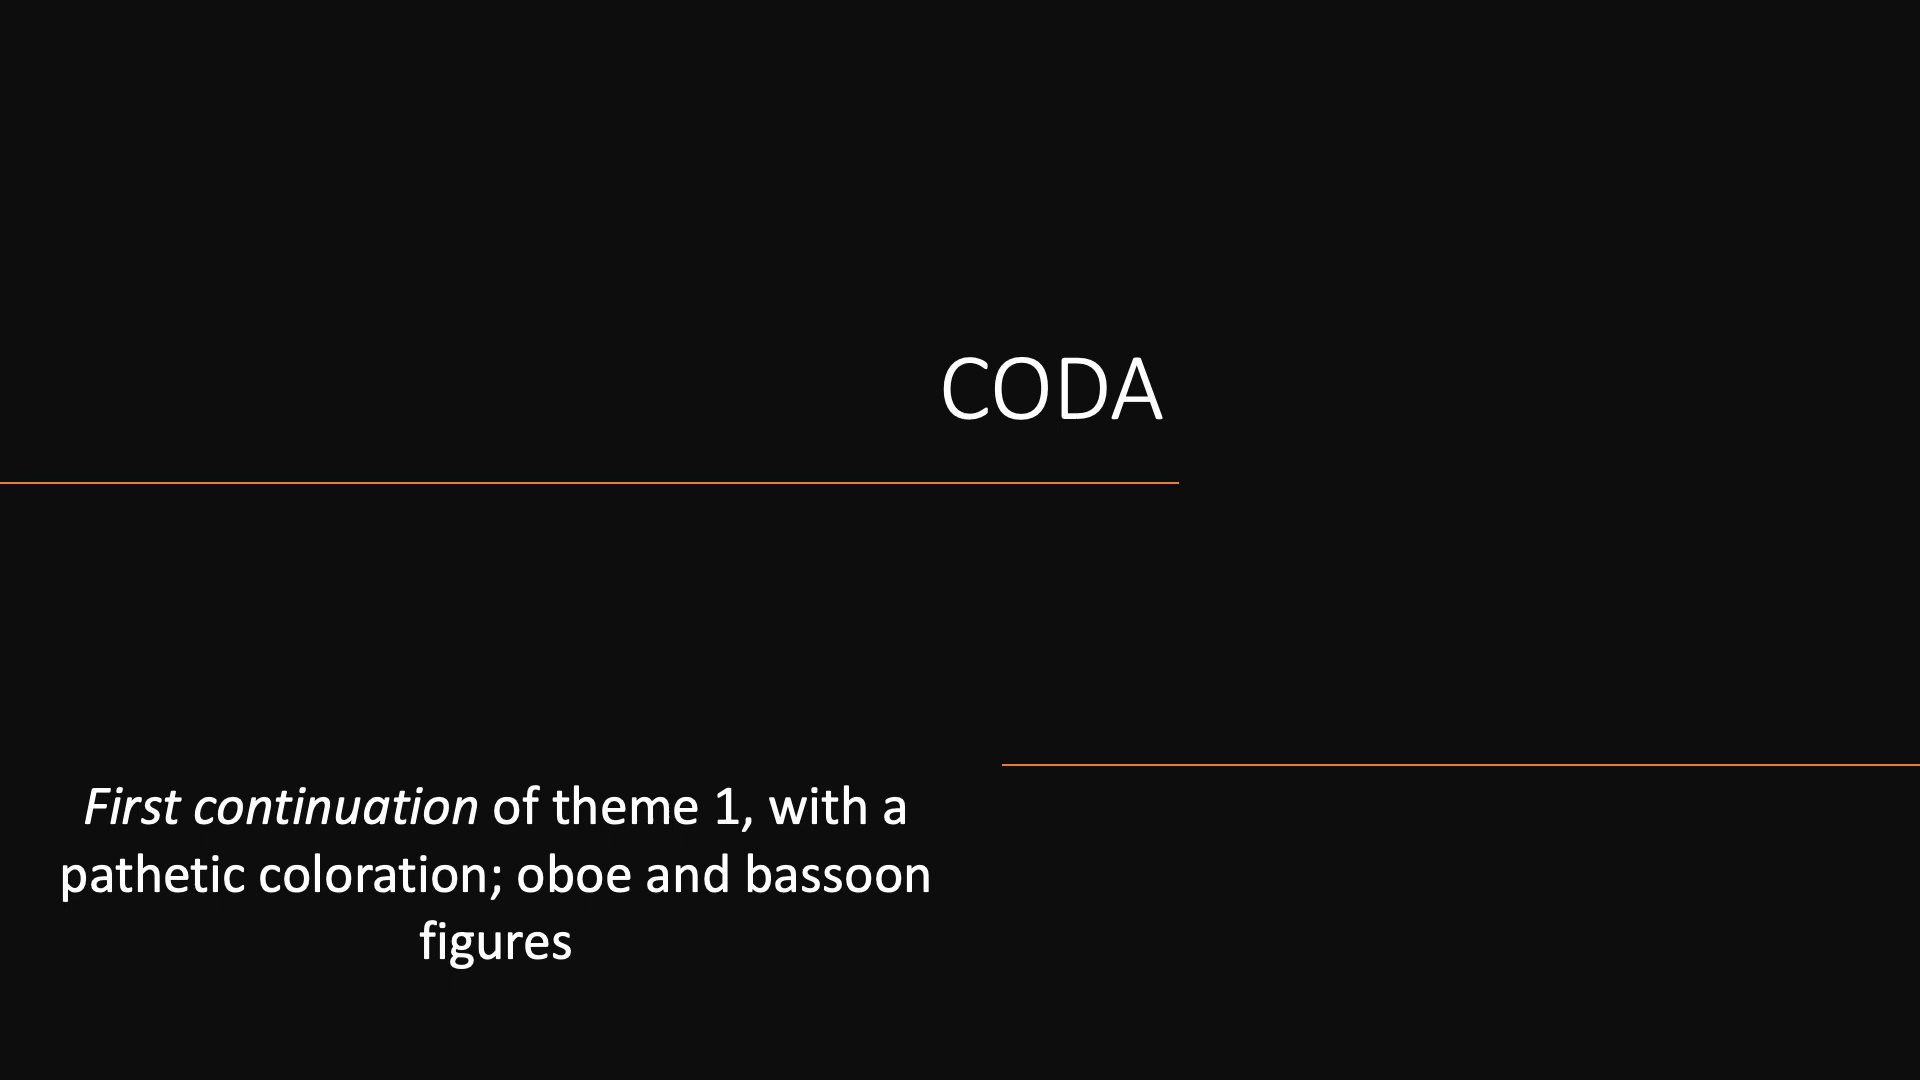 CODA
First continuation of theme 1, with a
pathetic coloration; oboe and bassoon
figures